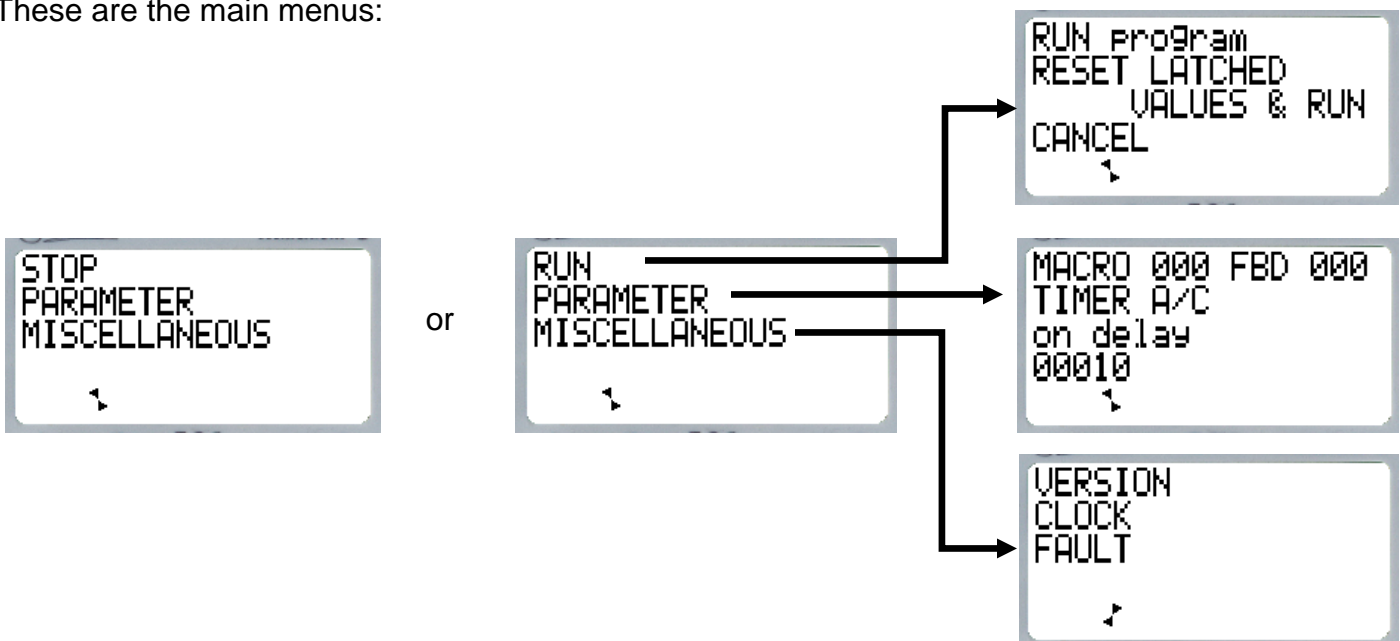 These are the main menus:
RUN program
RESET LATCHED
VALUES & RUN
CANCEL
STOP
PARAMETER
MISCELLANEOUS
or
RUN
PARAMETER
MISCELLANEOUS
MACRO 000 FBD 000
TIMER A/C
on delay
00010
VERSION
CLOCK
FAULT